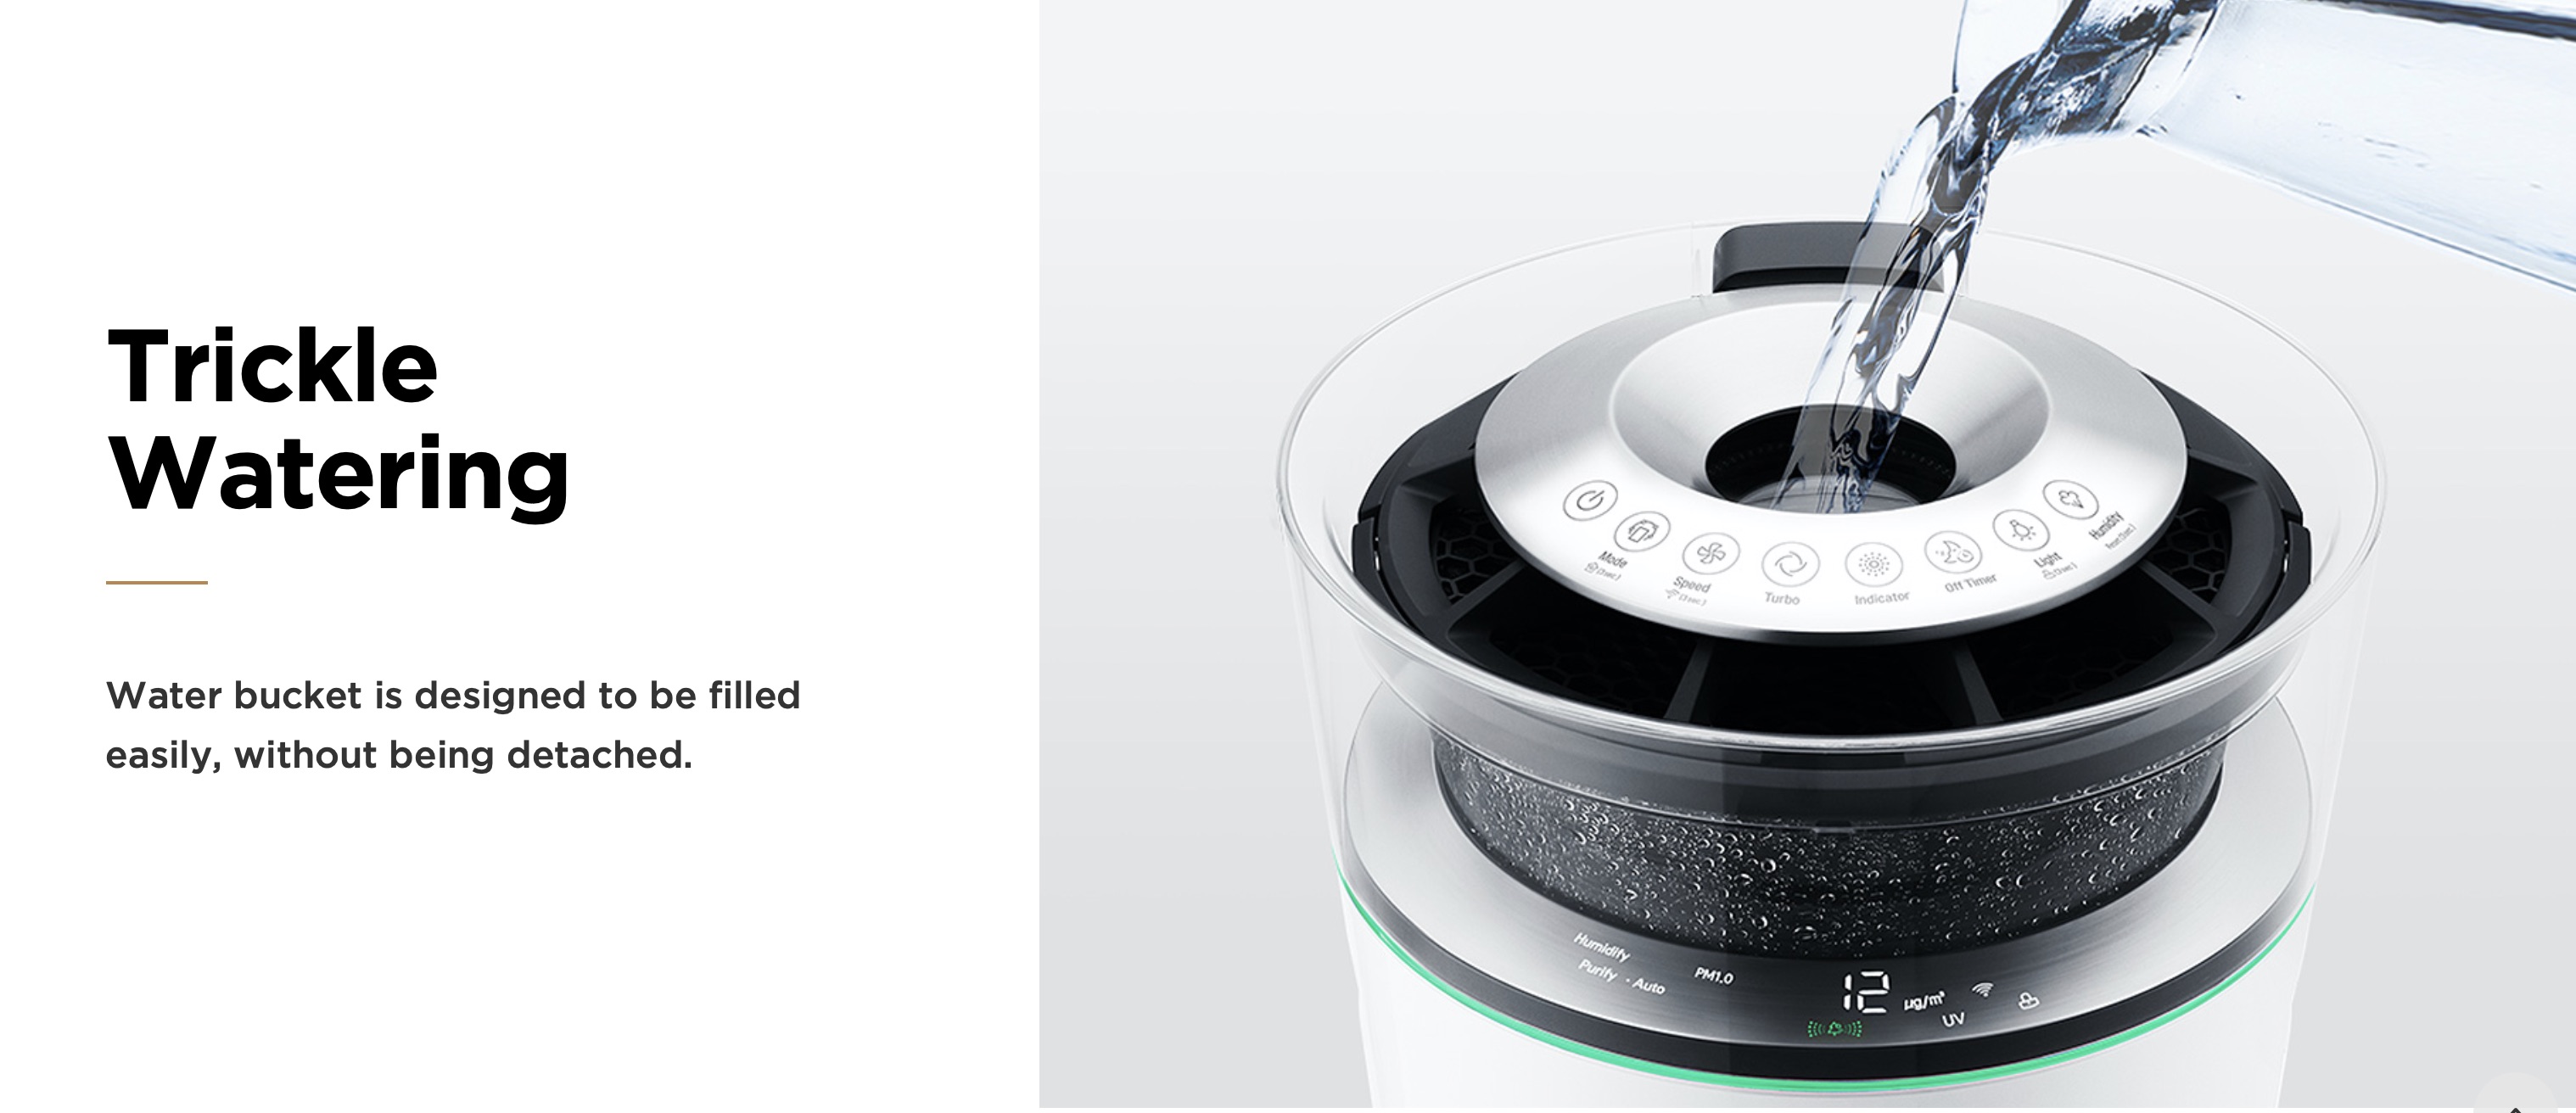 Trickle
Watering
Water bucket is designed to be filled
easily, without being detached.
Mode
Speed
(3sec.)
Turbo
Indicator
Off Timer
Light
Humidity
Humidify
Purify · Auto
PM1.0
12
µg/m³
UV